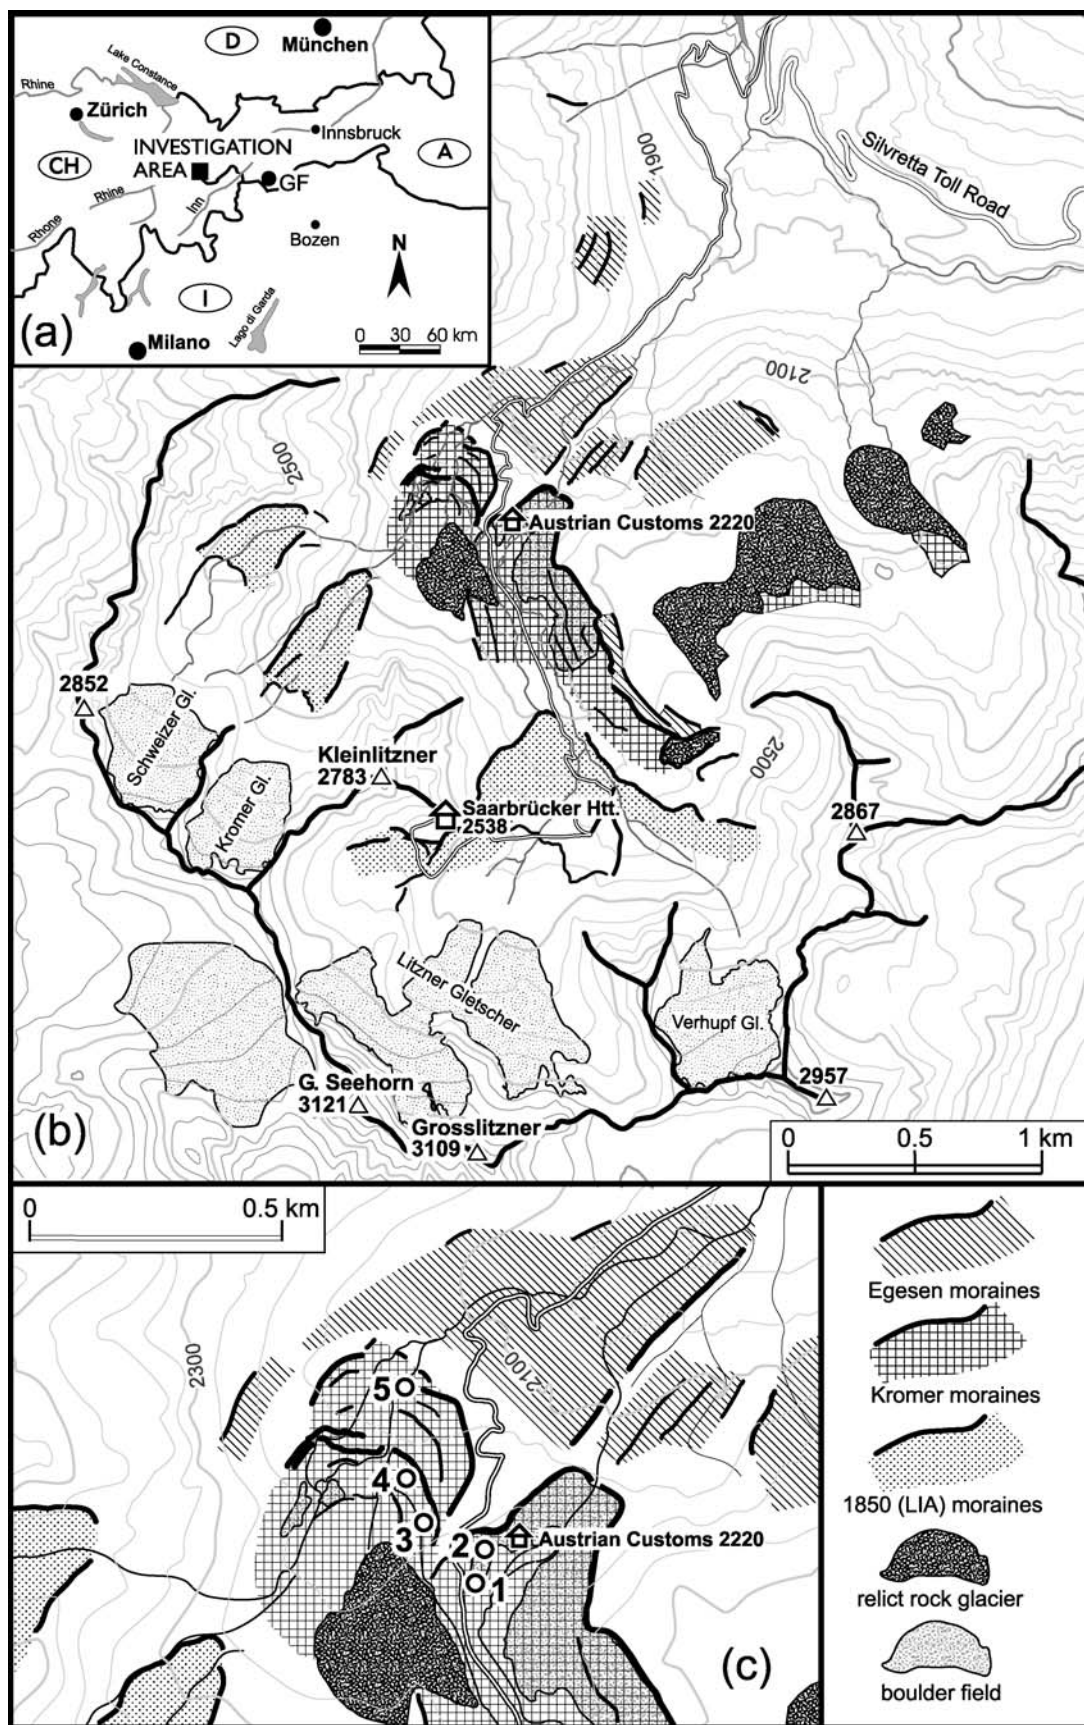 D
München
Lake Constance
Rhine
Zürich
Innsbruck
INVESTIGATION
AREA
CH
A
GF
Rhine
Inn
Rhone
Bozen
N
I
(a)
Lago di Garda
Milano
0 30 60 km
1900
Silvretta Toll Road
2100
2500
Austrian Customs 2220
2852
Schweizer Gl.
Kleinlitzner
2783
2500
Kromer Gl.
Saarbrücker Htt.
2538
2867
Litzner Gletscher
Verhupf Gl.
G. Seehorn
3121
2957
Grosslitzner
3109
(b)
0 0.5 1 km
0 0.5 km
2300
2100
5
4
3
2
Austrian Customs 2220
1
(c)
Egesen moraines
Kromer moraines
1850 (LIA) moraines
relict rock glacier
boulder field